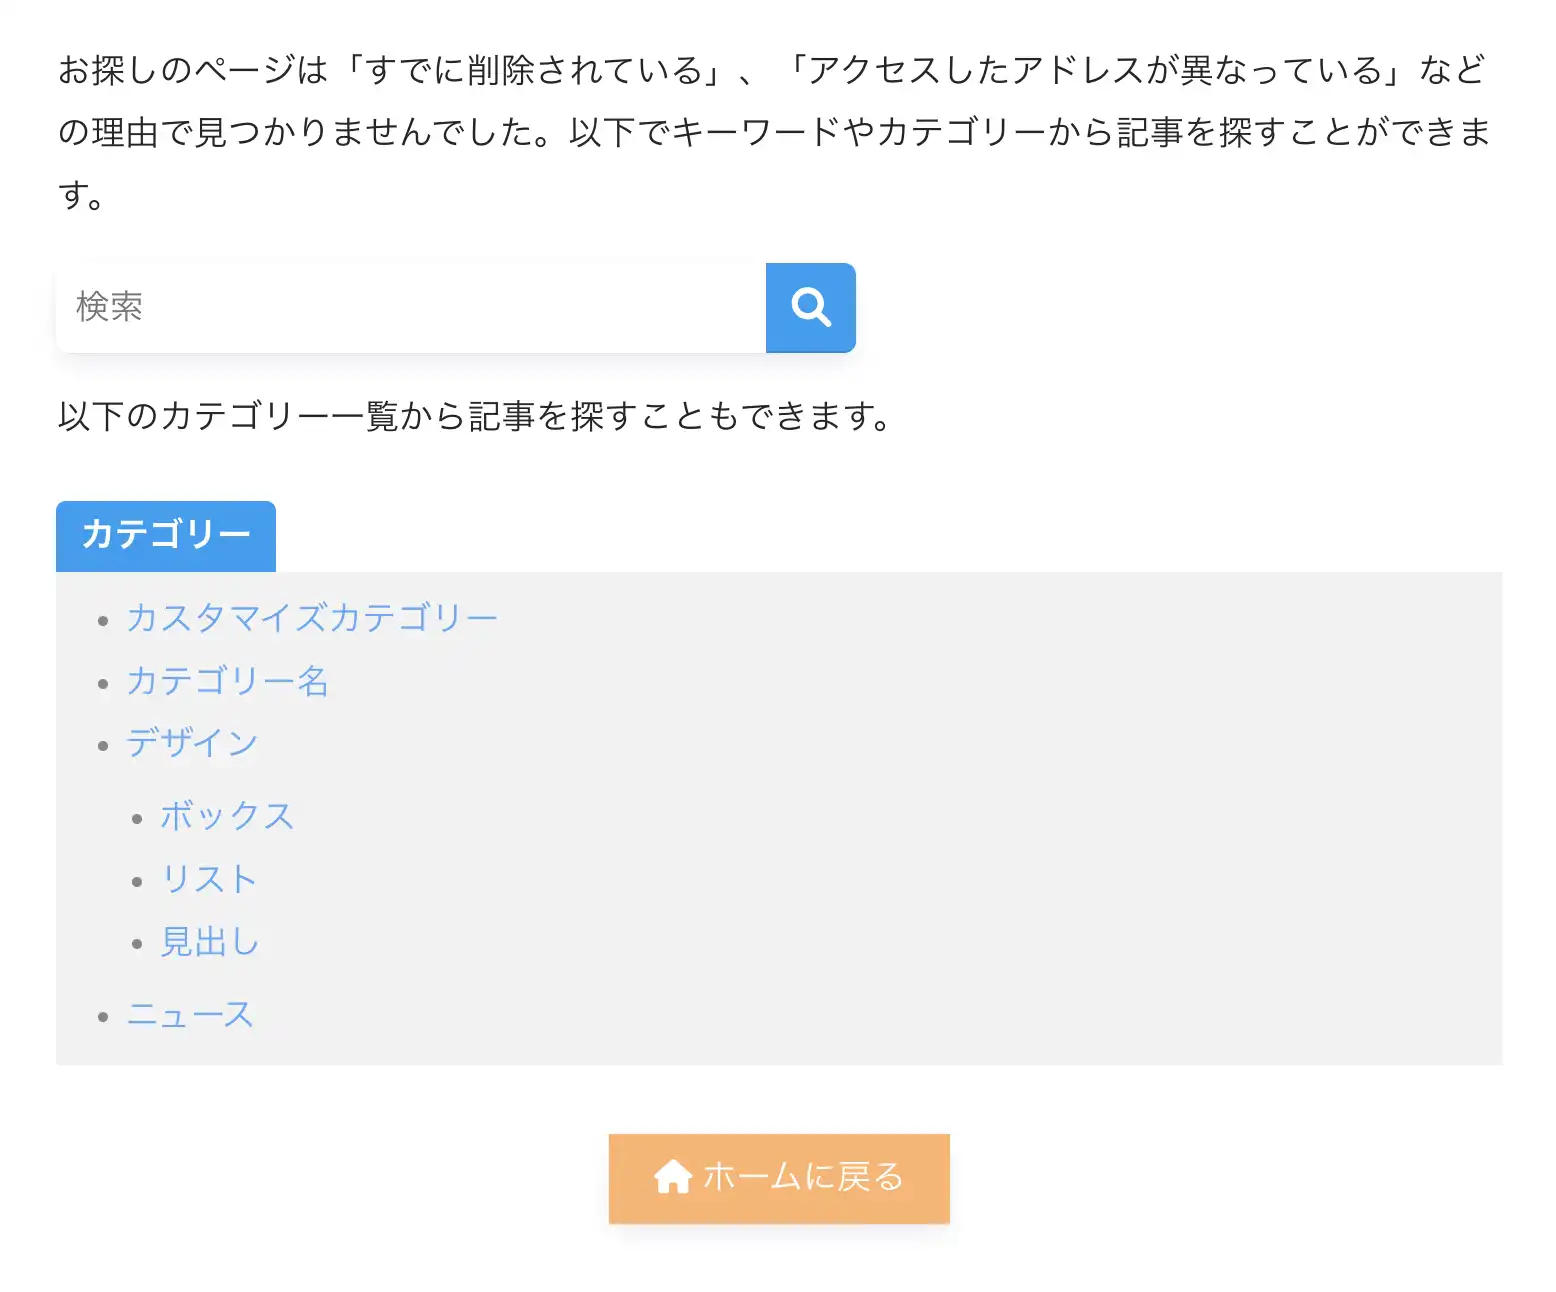 お探しのページは「すでに削除されている」、「アクセスしたアドレスが異なっている」など
の理由で見つかりませんでした。以下でキーワードやカテゴリーから記事を探すことができま
す。
検索
以下のカテゴリー一覧から記事を探すこともできます。
カテゴリー
カスタマイズカテゴリー
カテゴリー名
デザイン
ボックス
リスト
見出し
ニュース
ホームに戻る